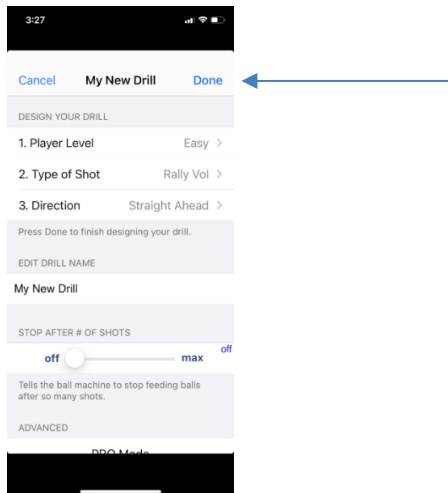 3:27
Cancel My New Drill Done
DESIGN YOUR DRILL
1. Player Level Easy >
2. Type of Shot Rally Vol >
3. Direction Straight Ahead >
Press Done to finish designing your drill.
EDIT DRILL NAME
My New Drill
STOP AFTER # OF SHOTS
off max off
Tells the ball machine to stop feeding balls
after so many shots.
ADVANCED
PRO Mode